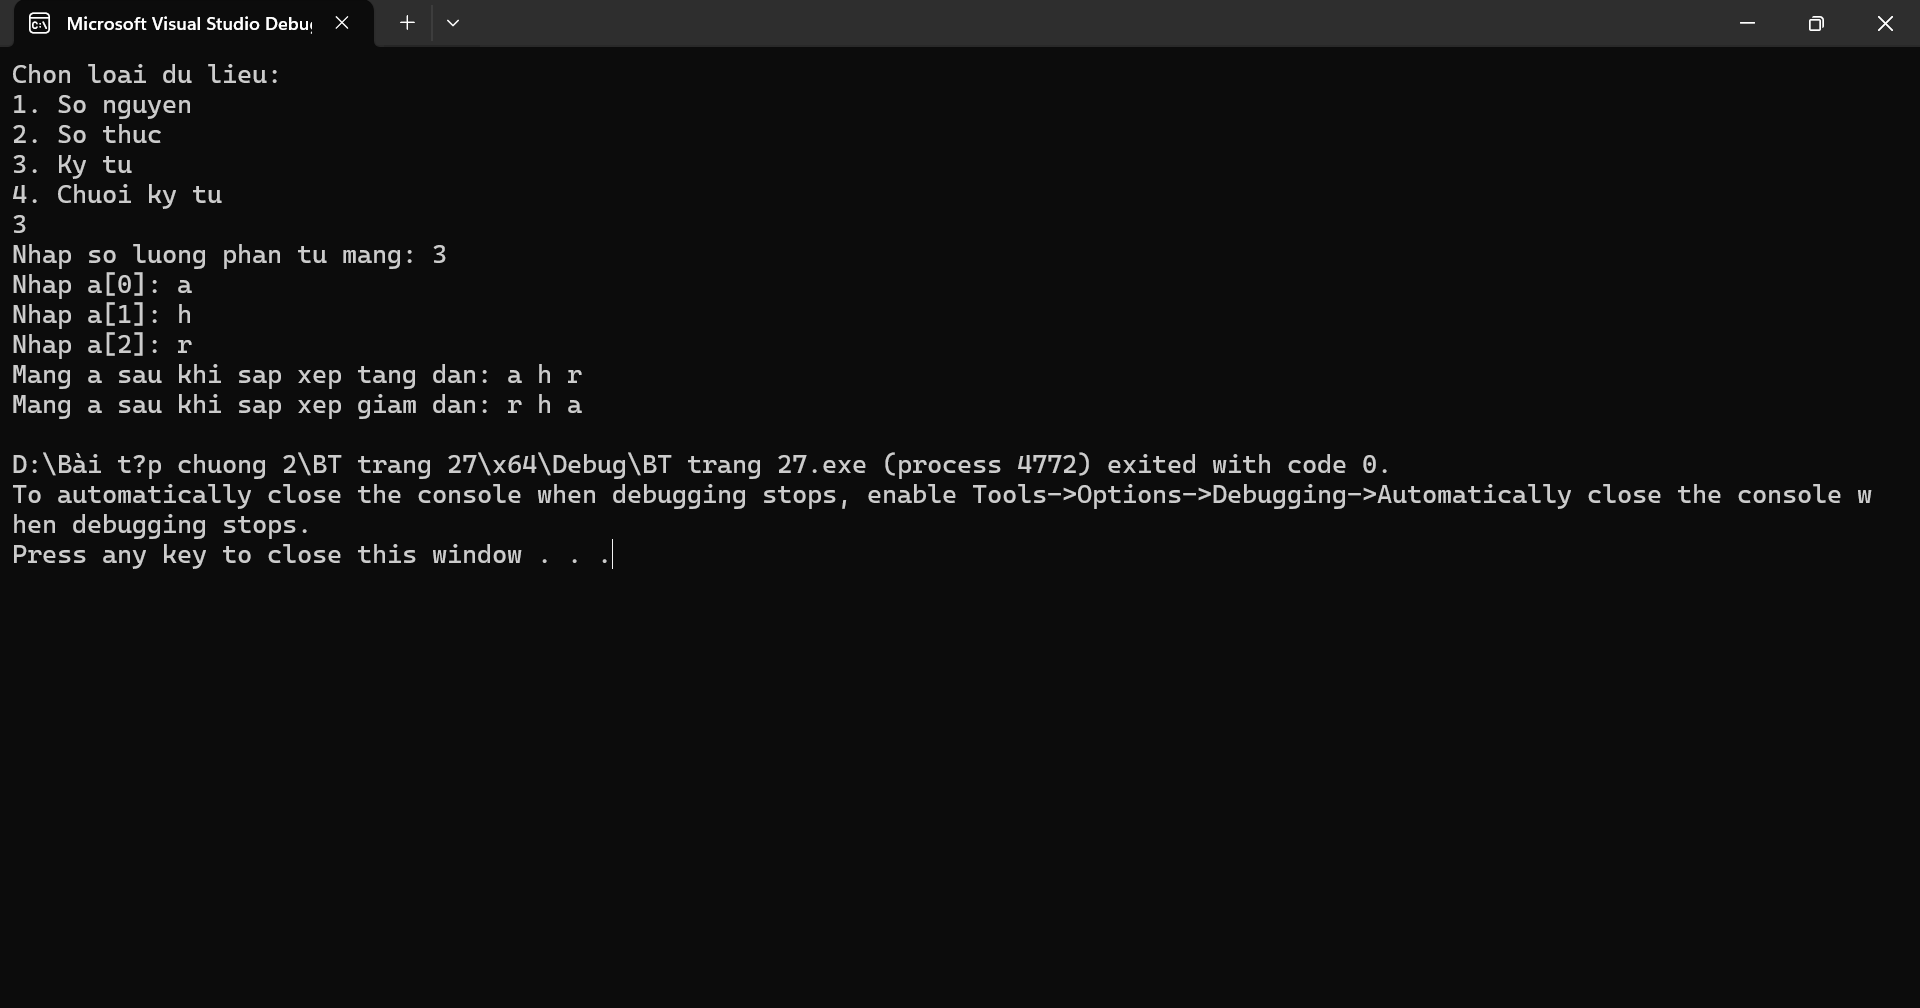 Microsoft Visual Studio Debu
Chon loai du lieu:
1. So nguyen
2. So thuc
3. Ky tu
4. Chuoi ky tu
3
Nhap so luong phan tu mang: 3
Nhap a[0]: a
Nhap a[1]: h
Nhap a[2]: r
Mang a sau khi sap xep tang dan: a h r
Mang a sau khi sap xep giam dan: r h a
D:\Bài t?p chuong 2\BT trang 27\x64\Debug\BT trang 27.exe (process 4772) exited with code 0.
To automatically close the console when debugging stops, enable Tools->Options->Debugging->Automatically close the console w
hen debugging stops.
Press any key to close this window . . .